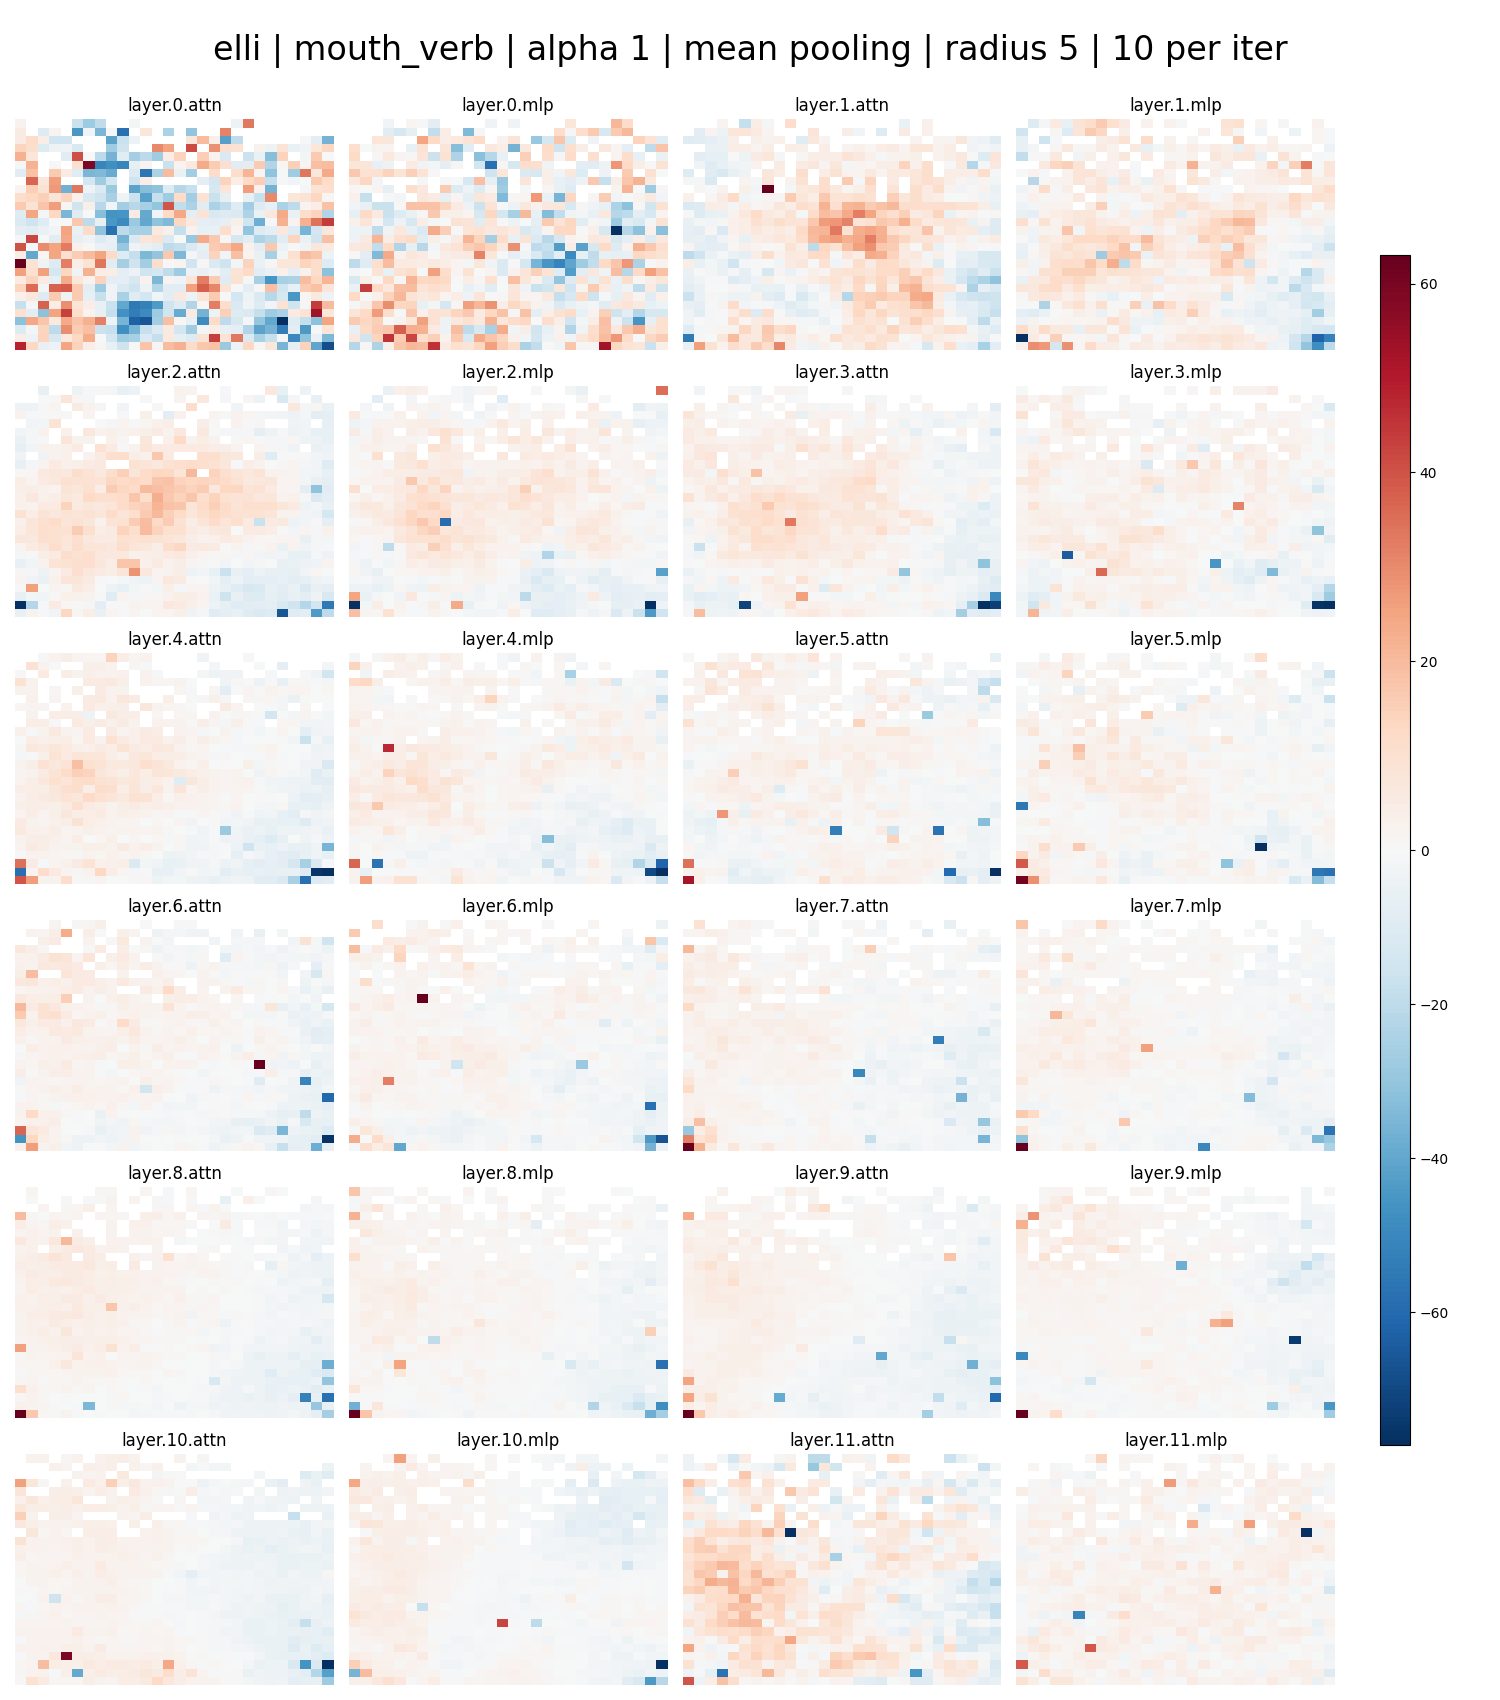 elli | mouth_verb | alpha 1 | mean pooling | radius 5 | 10 per iter
layer.0.attn
layer.0.mlp
layer.1.attn
layer.1.mlp
layer.2.attn
layer.2.mlp
layer.3.attn
layer.3.mlp
layer.4.attn
layer.4.mlp
layer.5.attn
layer.5.mlp
layer.6.attn
layer.6.mlp
layer.7.attn
layer.7.mlp
layer.8.attn
layer.8.mlp
layer.9.attn
layer.9.mlp
layer.10.attn
layer.10.mlp
layer.11.attn
layer.11.mlp
60
40
20
0
−20
−40
−60